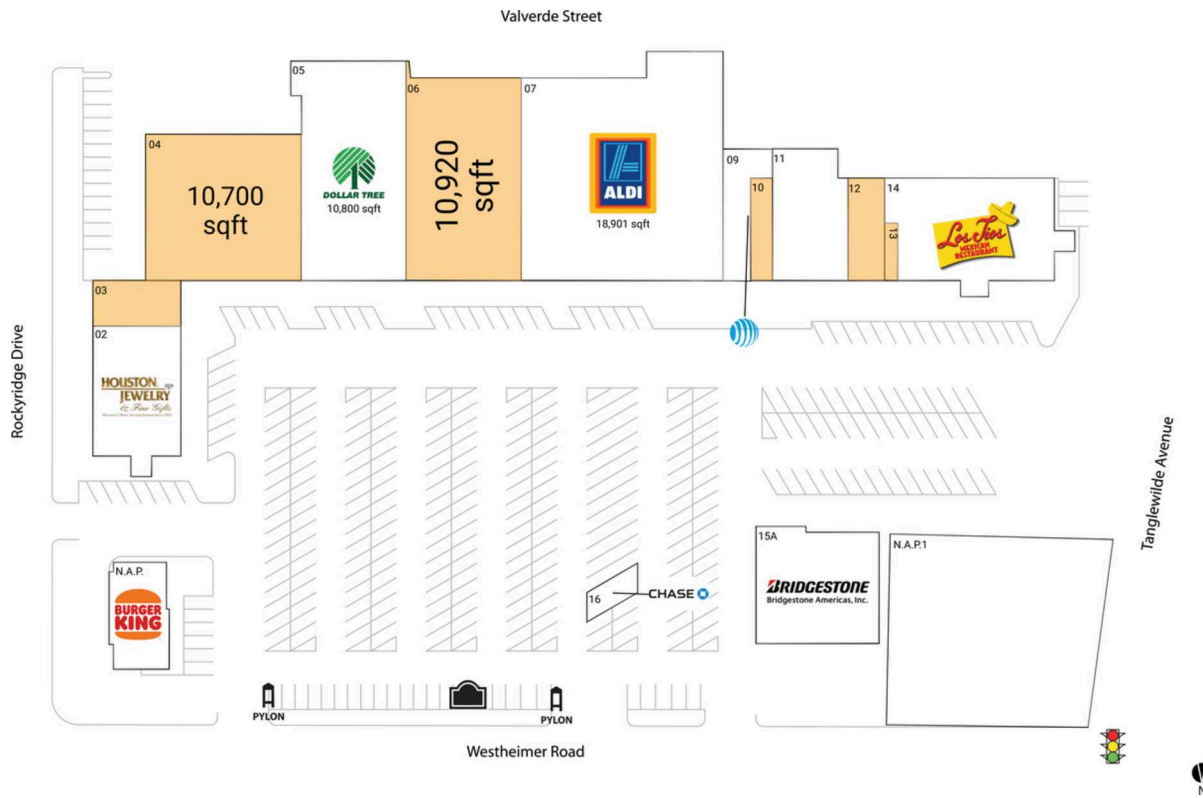 Valverde Street
05
06
07
04
10,700
sqft
DOLLAR TREE
10,800 sqft
10,920
sqft
ALDI
18,901 sqft
09
11
10
12
14
13
Los Tios
MEXICAN
RESTAURANT
03
02
HOUSTON
JEWELRY
& Fine Gifts
Rockyridge Drive
Tanglewilde Avenue
N.A.P.
BURGER
KING
16
CHASE
15A
BRIDGESTONE
Bridgestone Americas, Inc.
N.A.P.1
PYLON
PYLON
Westheimer Road
N